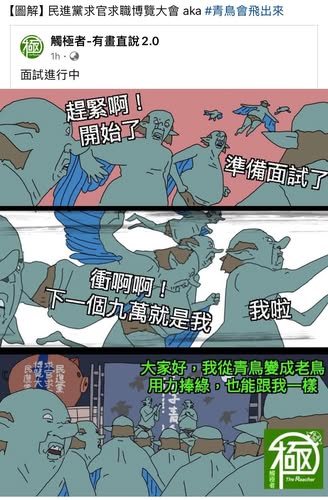 【圖解】民進黨求官求職博覽大會 aka #青鳥會飛出來
極
觸極者-有畫直說2.0
1h
面試進行中
趕緊啊！
開始了
準備面試了
衝啊啊！
下一個九萬就是我
我啦
大家好，我從青鳥變成老鳥
用力捧綠，也能跟我一樣
極
觸極者
The Reacher